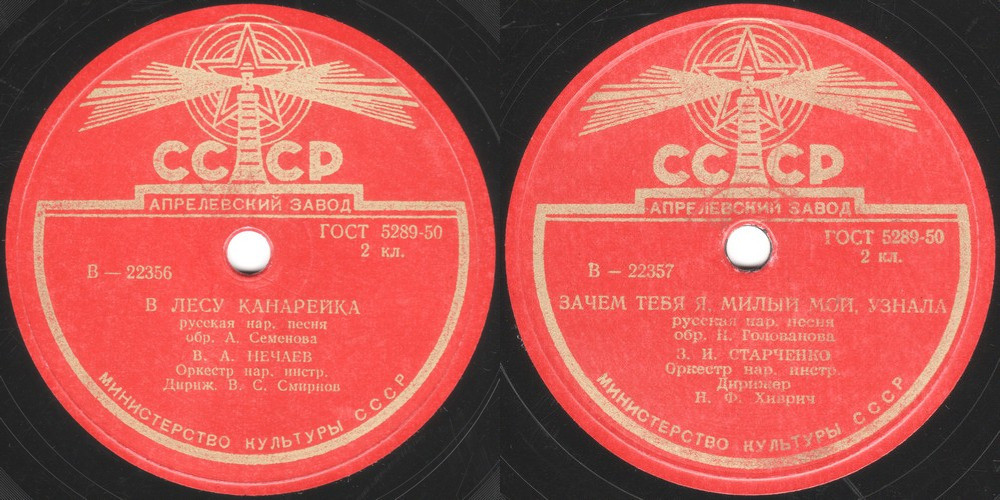 СССР
АПРЕЛЕВСКИЙ ЗАВОД
ГОСТ 5289-50
2 кл.
В — 22356
В ЛЕСУ КАНАРЕЙКА
русская нар. песня
обр. А. Семенова
В. А. НЕЧАЕВ
Оркестр нар. инстр.
Дириж. В. С. Смирнов
МИНИСТЕРСТВО КУЛЬТУРЫ СССР
СССР
АПРЕЛЕВСКИЙ ЗАВОД
ГОСТ 5289-50
2 кл.
В — 22357
ЗАЧЕМ ТЕБЯ Я, МИЛЫЙ МОЙ, УЗНАЛА
русская нар. песня
обр. Н. Голованова
З. И. СТАРЧЕНКО
Оркестр нар. инстр.
Дирижер
Н. Ф. Хиврич
МИНИСТЕРСТВО КУЛЬТУРЫ СССР